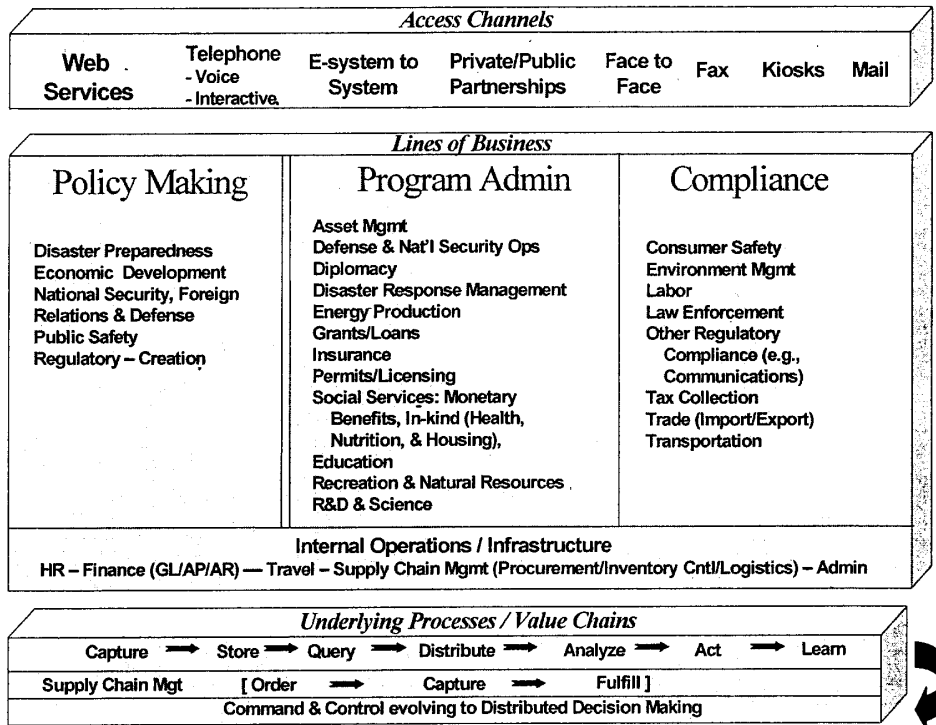 Access Channels
Web Services
Telephone
- Voice
- Interactive
E-system to System
Private/Public Partnerships
Face to Face
Fax
Kiosks
Mail
Lines of Business
Policy Making
Disaster Preparedness
Economic Development
National Security, Foreign
Relations & Defense
Public Safety
Regulatory – Creation
Program Admin
Asset Mgmt
Defense & Nat'l Security Ops
Diplomacy
Disaster Response Management
Energy Production
Grants/Loans
Insurance
Permits/Licensing
Social Services: Monetary
Benefits, In-kind (Health,
Nutrition, & Housing),
Education
Recreation & Natural Resources
R&D & Science
Compliance
Consumer Safety
Environment Mgmt
Labor
Law Enforcement
Other Regulatory
Compliance (e.g.,
Communications)
Tax Collection
Trade (Import/Export)
Transportation
Internal Operations / Infrastructure
HR – Finance (GL/AP/AR) — Travel – Supply Chain Mgmt (Procurement/Inventory Cntl/Logistics) – Admin
Underlying Processes / Value Chains
Capture → Store → Query → Distribute → Analyze → Act → Learn
Supply Chain Mgt [ Order → Capture → Fulfill ]
Command & Control evolving to Distributed Decision Making